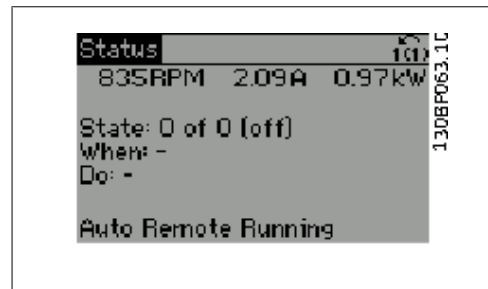 Status 1(1)
835RPM 2.09A 0.97kW
State: 0 of 0 (off)
When: -
Do: -
Auto Remote Running
130BP063.10